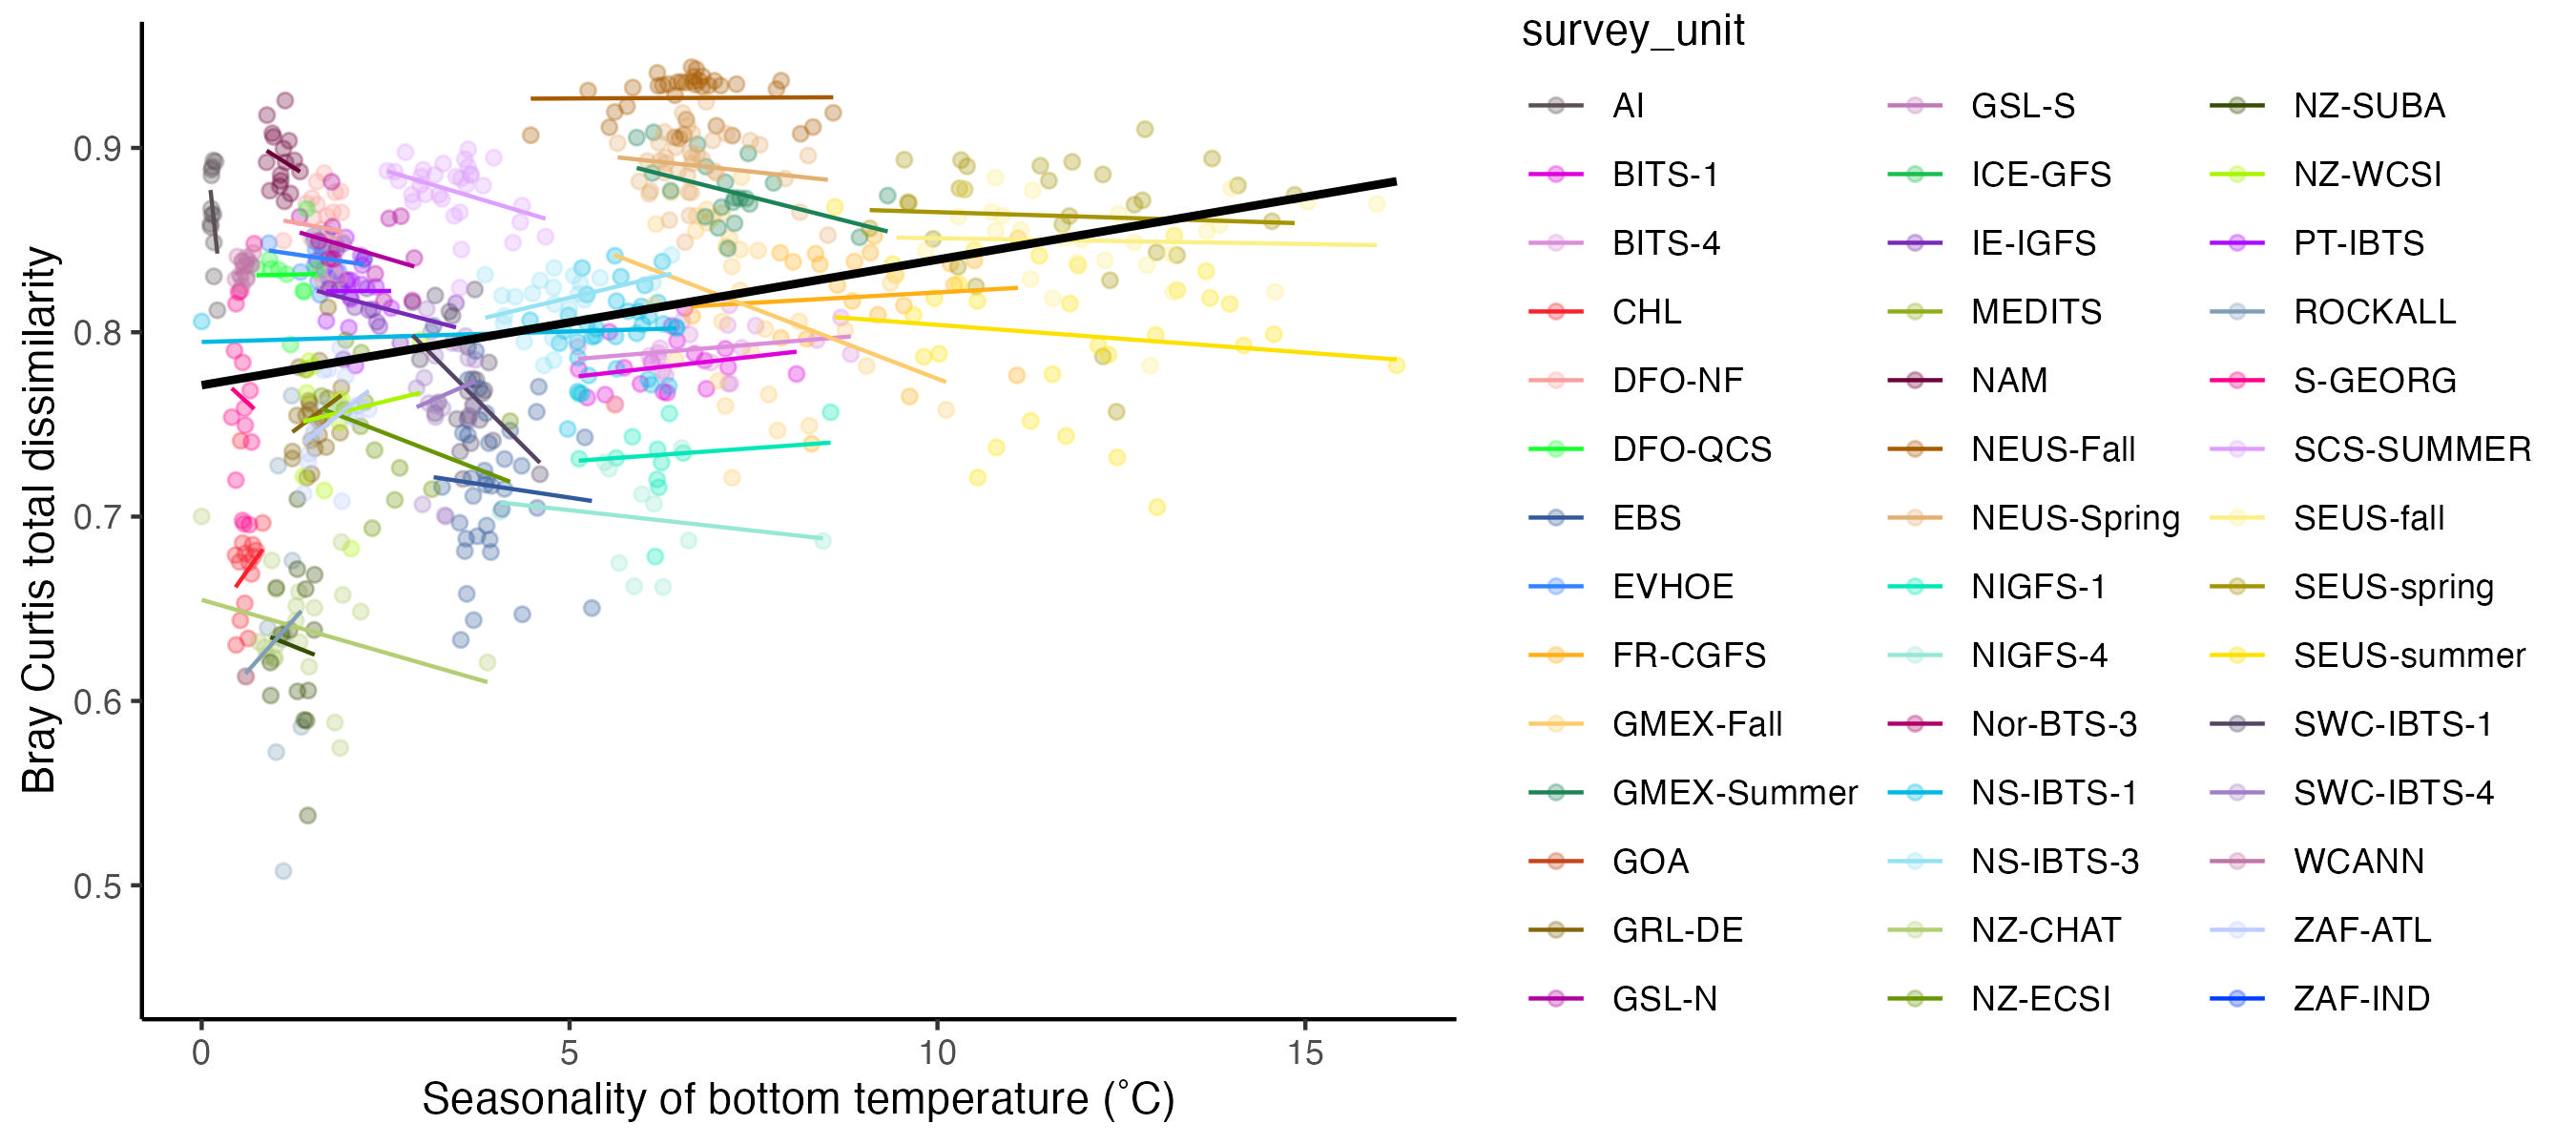 survey_unit
AI
BITS-1
BITS-4
CHL
DFO-NF
DFO-QCS
EBS
EVHOE
FR-CGFS
GMEX-Fall
GMEX-Summer
GOA
GRL-DE
GSL-N
GSL-S
ICE-GFS
IE-IGFS
MEDITS
NAM
NEUS-Fall
NEUS-Spring
NIGFS-1
NIGFS-4
Nor-BTS-3
NS-IBTS-1
NS-IBTS-3
NZ-CHAT
NZ-ECSI
NZ-SUBA
NZ-WCSI
PT-IBTS
ROCKALL
S-GEORG
SCS-SUMMER
SEUS-fall
SEUS-spring
SEUS-summer
SWC-IBTS-1
SWC-IBTS-4
WCANN
ZAF-ATL
ZAF-IND
Bray Curtis total dissimilarity
0.9
0.8
0.7
0.6
0.5
0 5 10 15
Seasonality of bottom temperature (˚C)